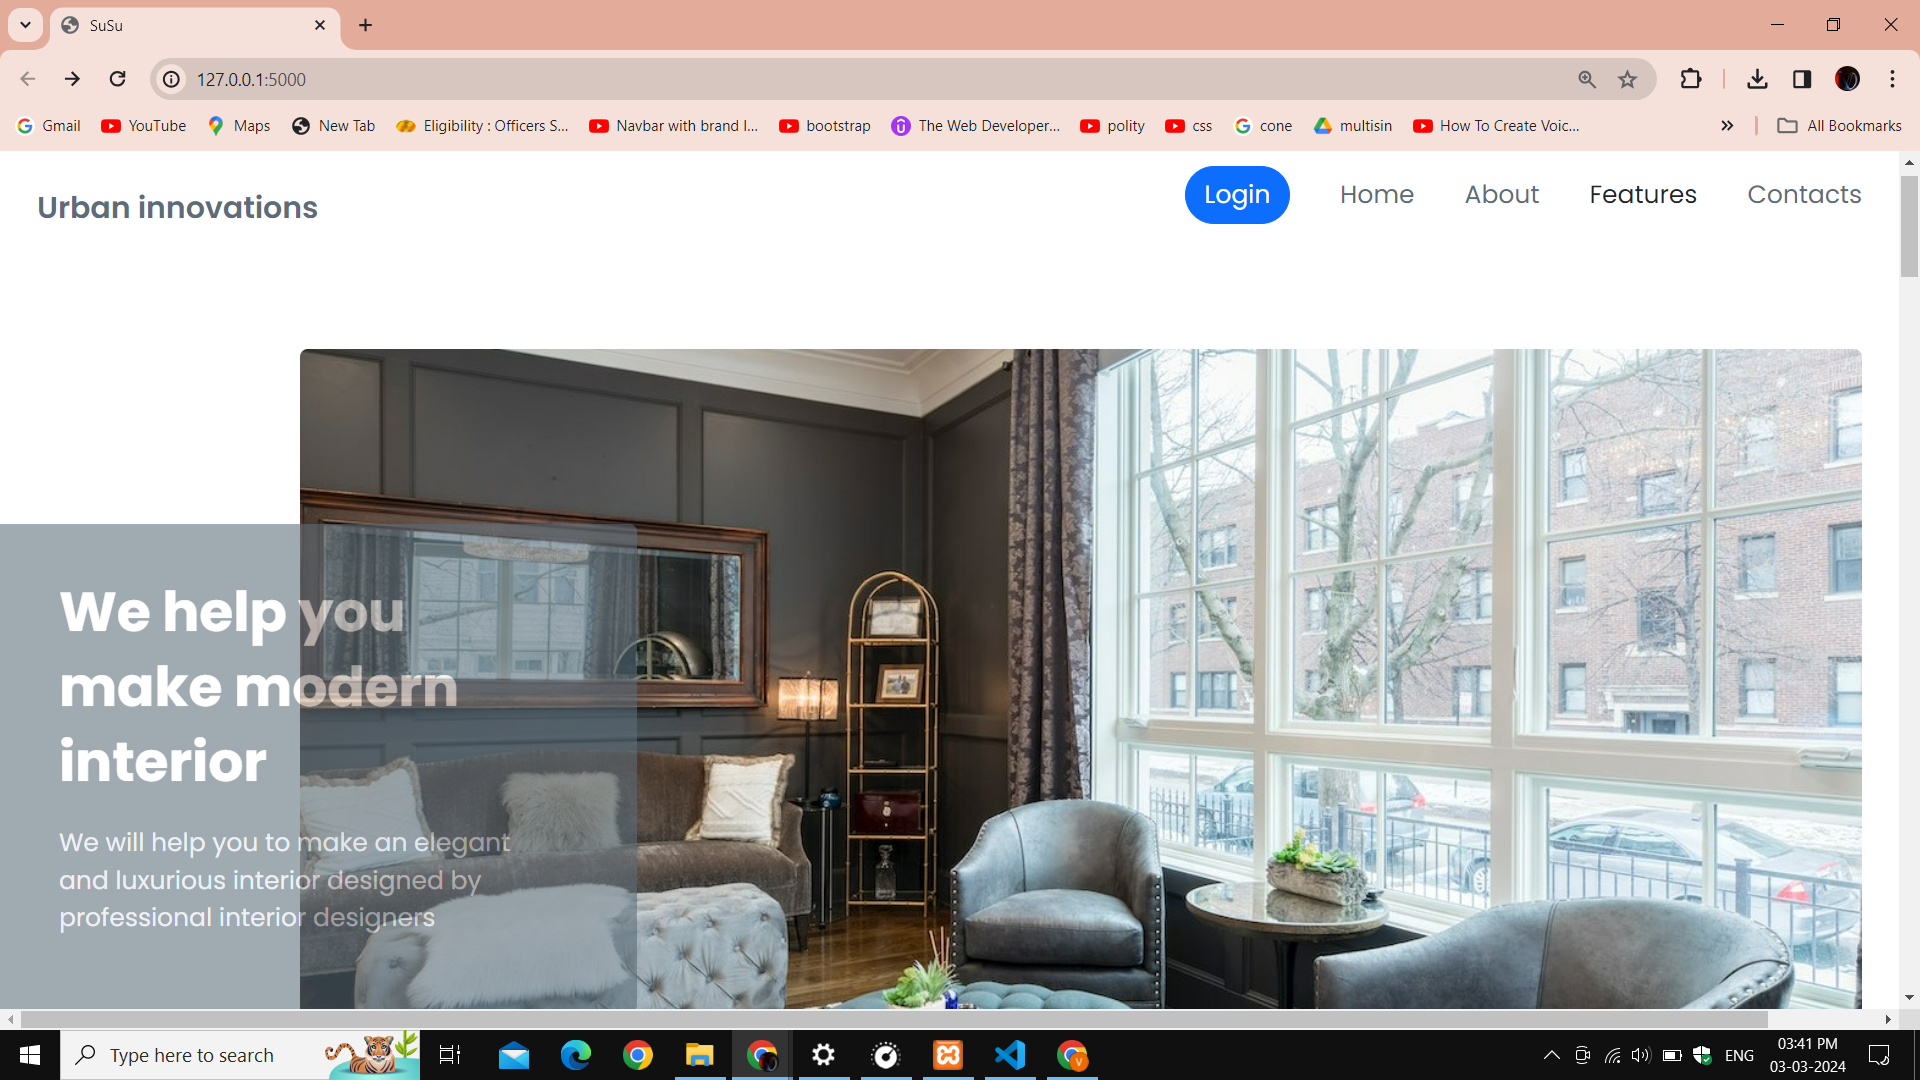 SuSu
127.0.0.1:5000
Gmail YouTube Maps New Tab Eligibility : Officers S... Navbar with brand I... bootstrap The Web Developer... polity css cone multisin How To Create Voic... All Bookmarks
Urban innovations
Login Home About Features Contacts
We help you
make modern
interior
We will help you to make an elegant
and luxurious interior designed by
professional interior designers
Type here to search
ENG
03:41 PM
03-03-2024